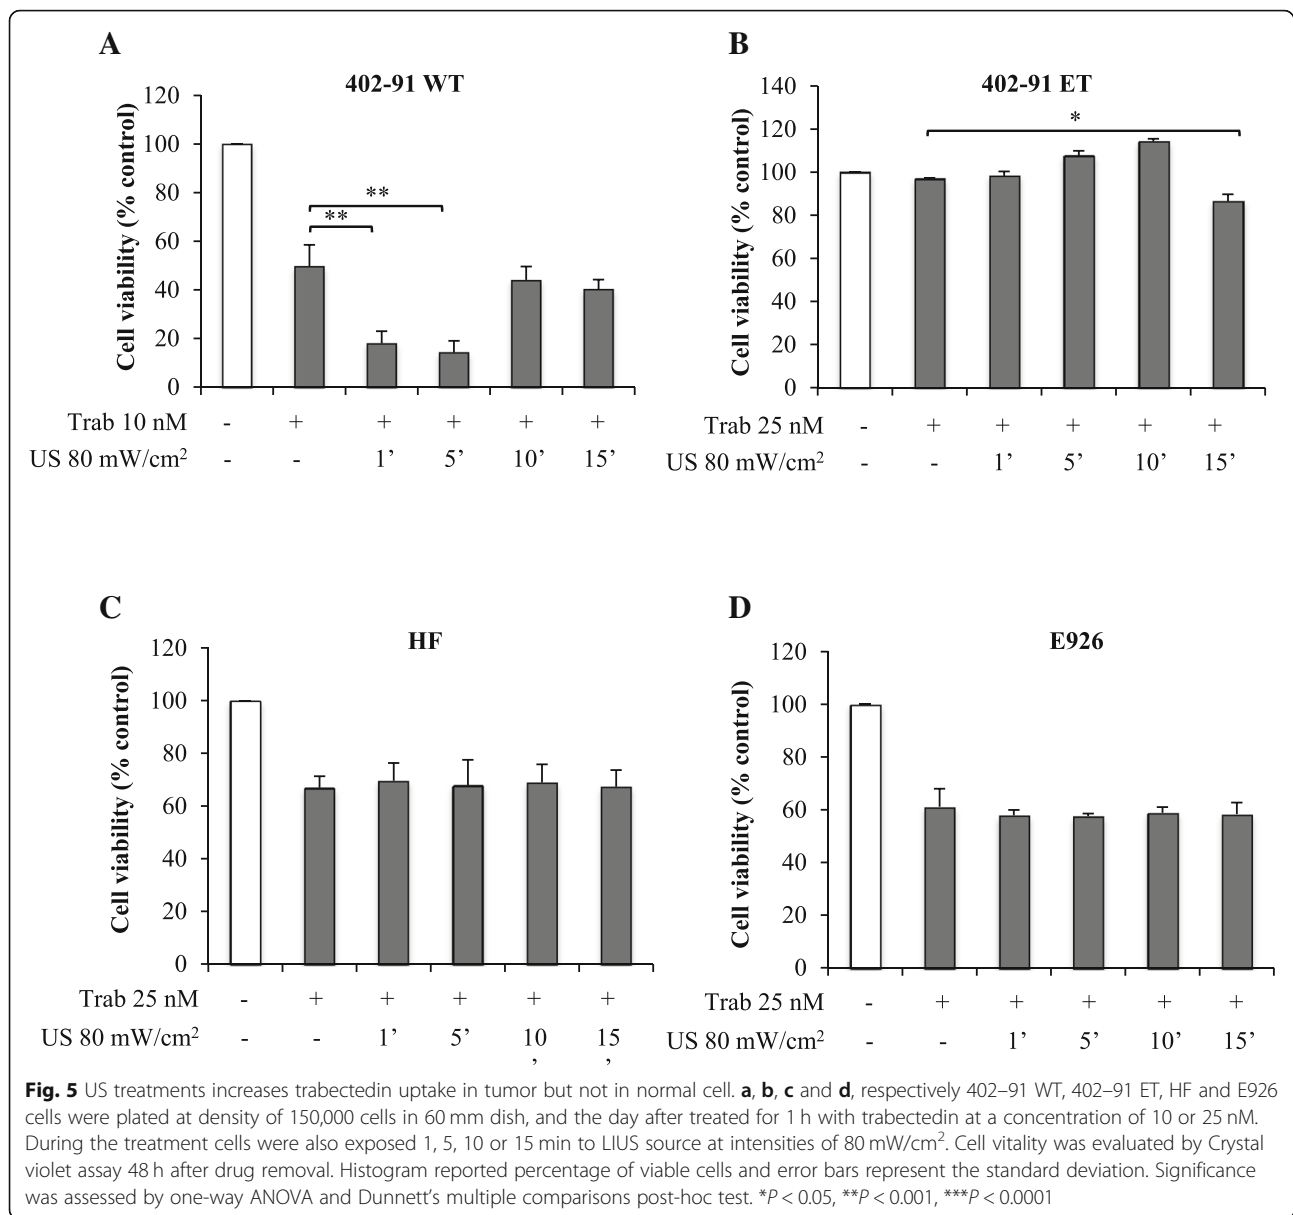 A
402-91 WT
Cell viability (% control)
120
100
80
60
40
20
0
**
**
Trab 10 nM - + + + + +
US 80 mW/cm² - - 1’ 5’ 10’ 15’
B
402-91 ET
Cell viability (% control)
140
120
100
80
60
40
20
0
*
Trab 25 nM - + + + + +
US 80 mW/cm² - - 1’ 5’ 10’ 15’
C
HF
Cell viability (% control)
120
100
80
60
40
20
0
Trab 25 nM - + + + + +
US 80 mW/cm² - - 1’ 5’ 10 15
’ ’
D
E926
Cell viability (% control)
120
100
80
60
40
20
0
Trab 25 nM - + + + + +
US 80 mW/cm² - - 1’ 5’ 10’ 15’
Fig. 5 US treatments increases trabectedin uptake in tumor but not in normal cell. a, b, c and d, respectively 402–91 WT, 402–91 ET, HF and E926
cells were plated at density of 150,000 cells in 60 mm dish, and the day after treated for 1 h with trabectedin at a concentration of 10 or 25 nM.
During the treatment cells were also exposed 1, 5, 10 or 15 min to LIUS source at intensities of 80 mW/cm². Cell vitality was evaluated by Crystal
violet assay 48 h after drug removal. Histogram reported percentage of viable cells and error bars represent the standard deviation. Significance
was assessed by one-way ANOVA and Dunnett’s multiple comparisons post-hoc test. *P < 0.05, **P < 0.001, ***P < 0.0001